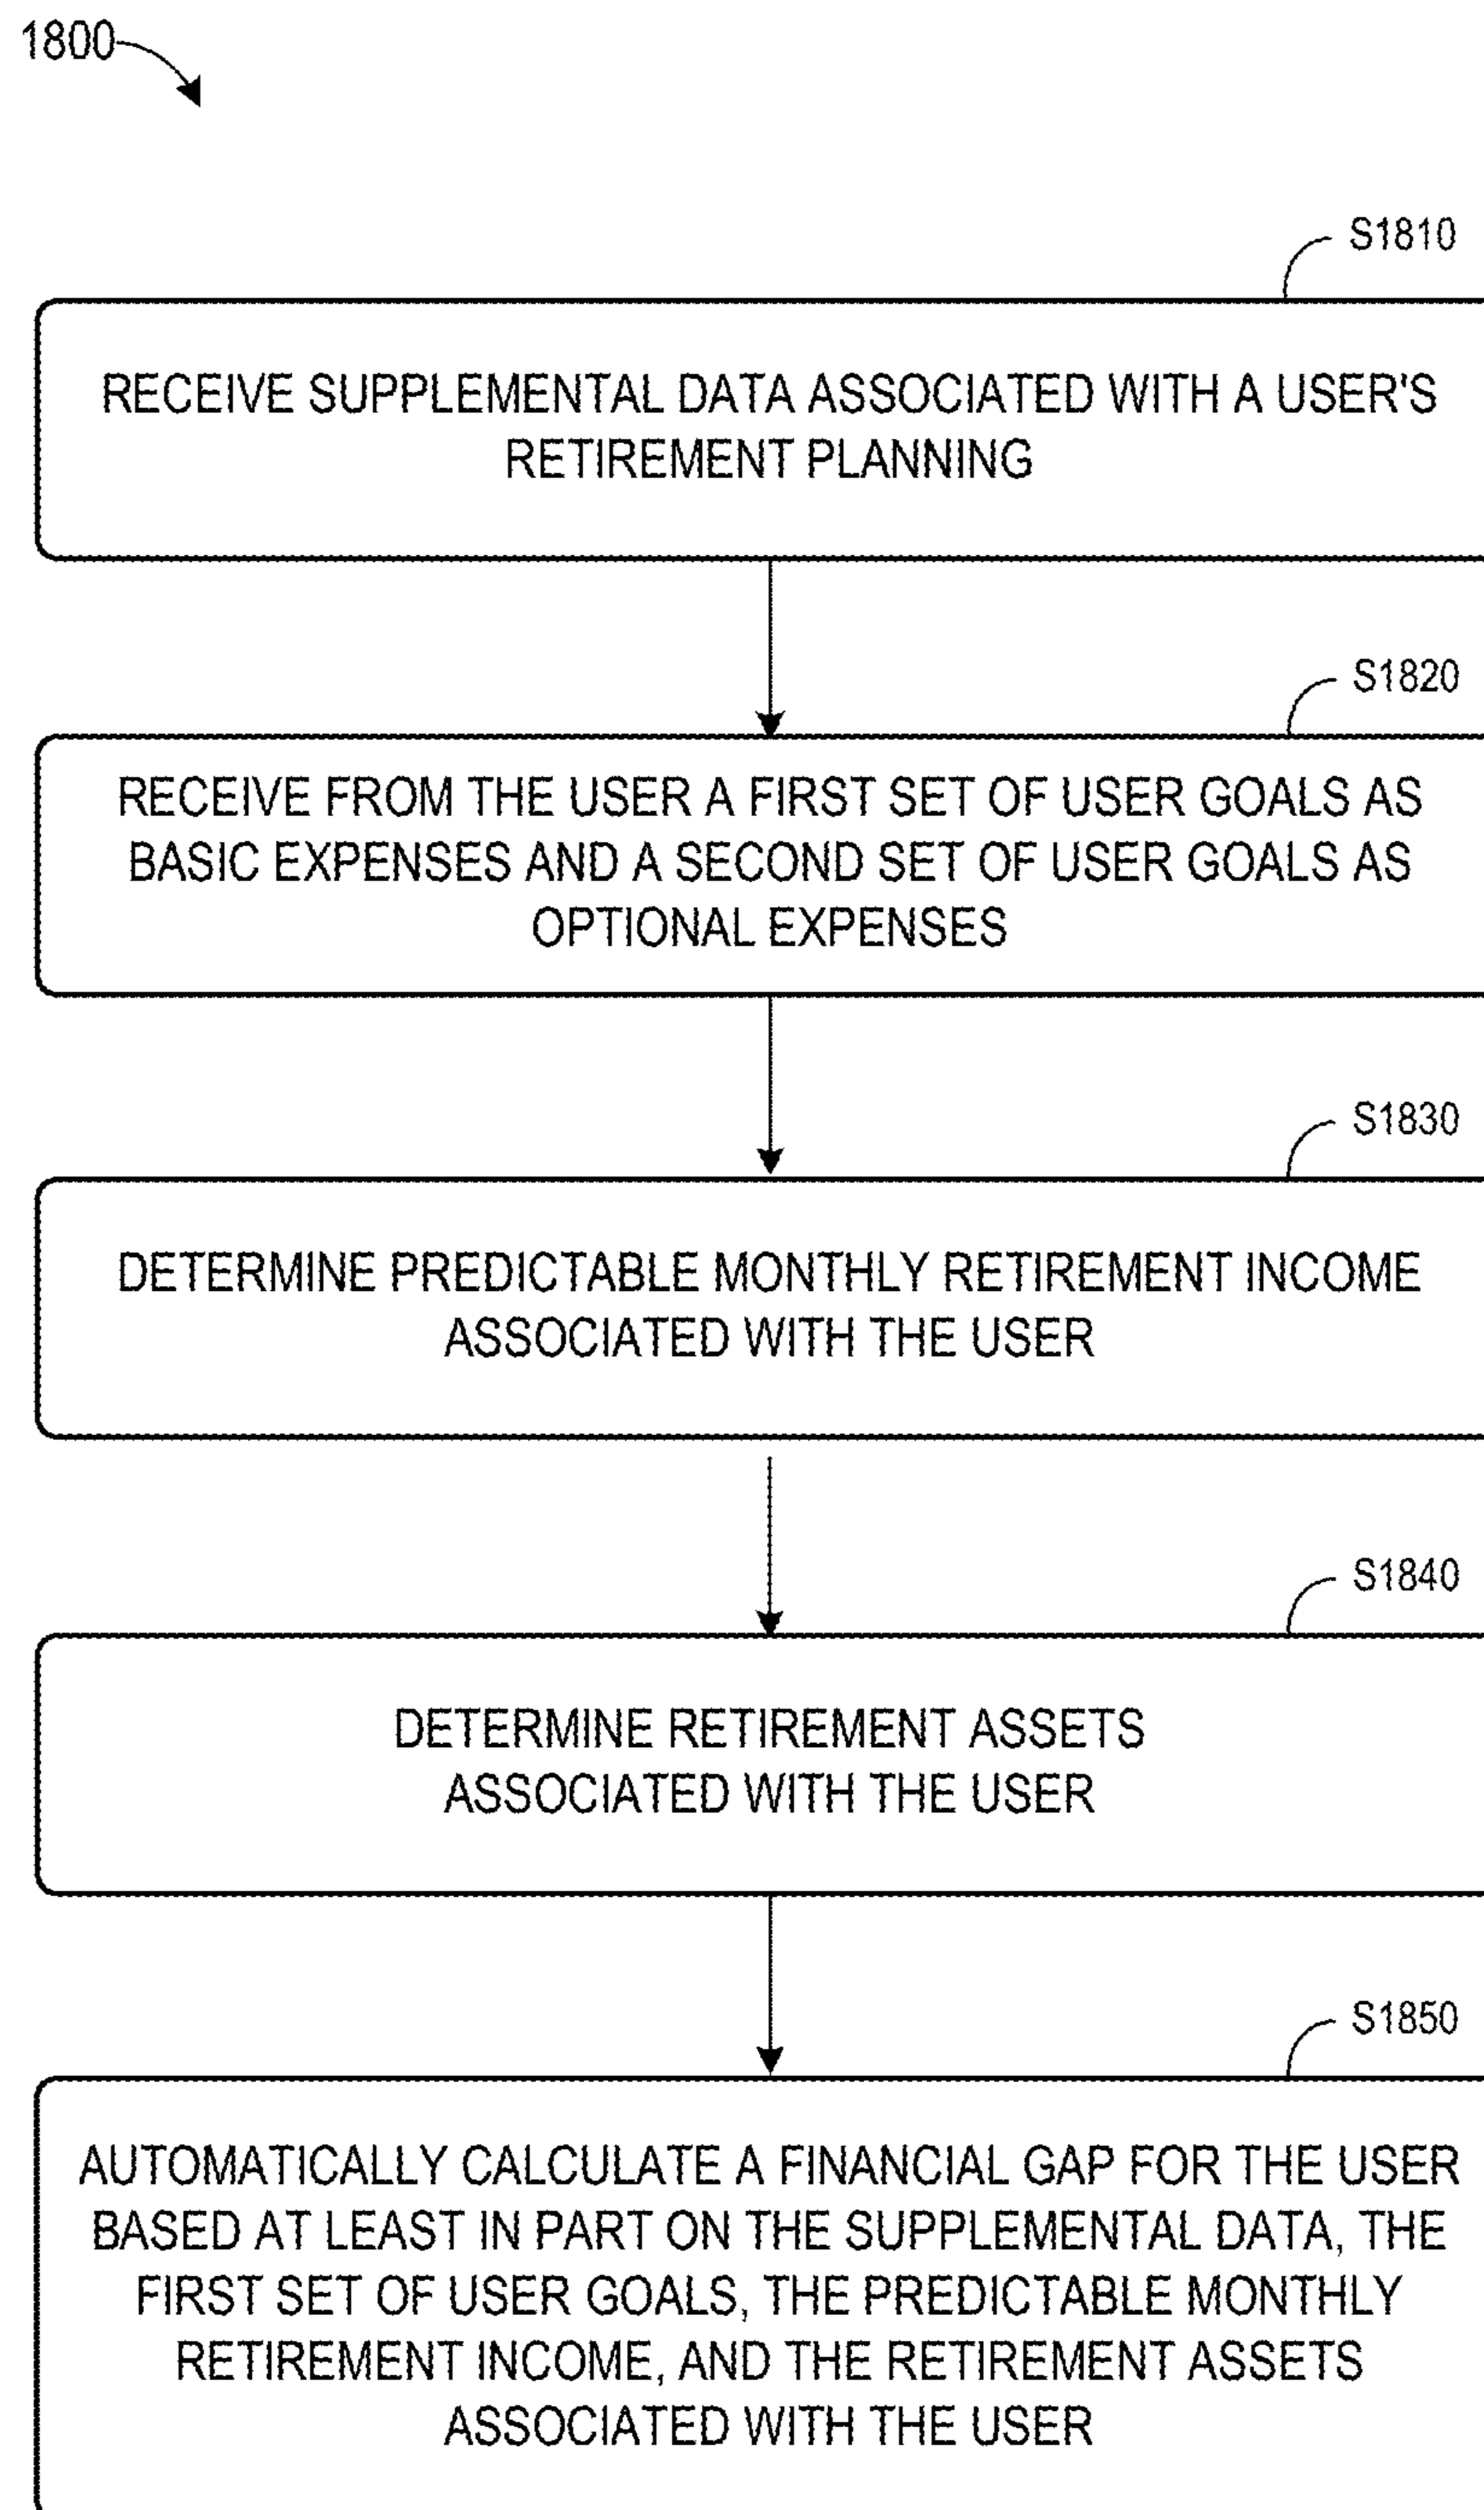 1800
S1810
RECEIVE SUPPLEMENTAL DATA ASSOCIATED WITH A USER'S
RETIREMENT PLANNING
S1820
RECEIVE FROM THE USER A FIRST SET OF USER GOALS AS
BASIC EXPENSES AND A SECOND SET OF USER GOALS AS
OPTIONAL EXPENSES
S1830
DETERMINE PREDICTABLE MONTHLY RETIREMENT INCOME
ASSOCIATED WITH THE USER
S1840
DETERMINE RETIREMENT ASSETS
ASSOCIATED WITH THE USER
S1850
AUTOMATICALLY CALCULATE A FINANCIAL GAP FOR THE USER
BASED AT LEAST IN PART ON THE SUPPLEMENTAL DATA, THE
FIRST SET OF USER GOALS, THE PREDICTABLE MONTHLY
RETIREMENT INCOME, AND THE RETIREMENT ASSETS
ASSOCIATED WITH THE USER